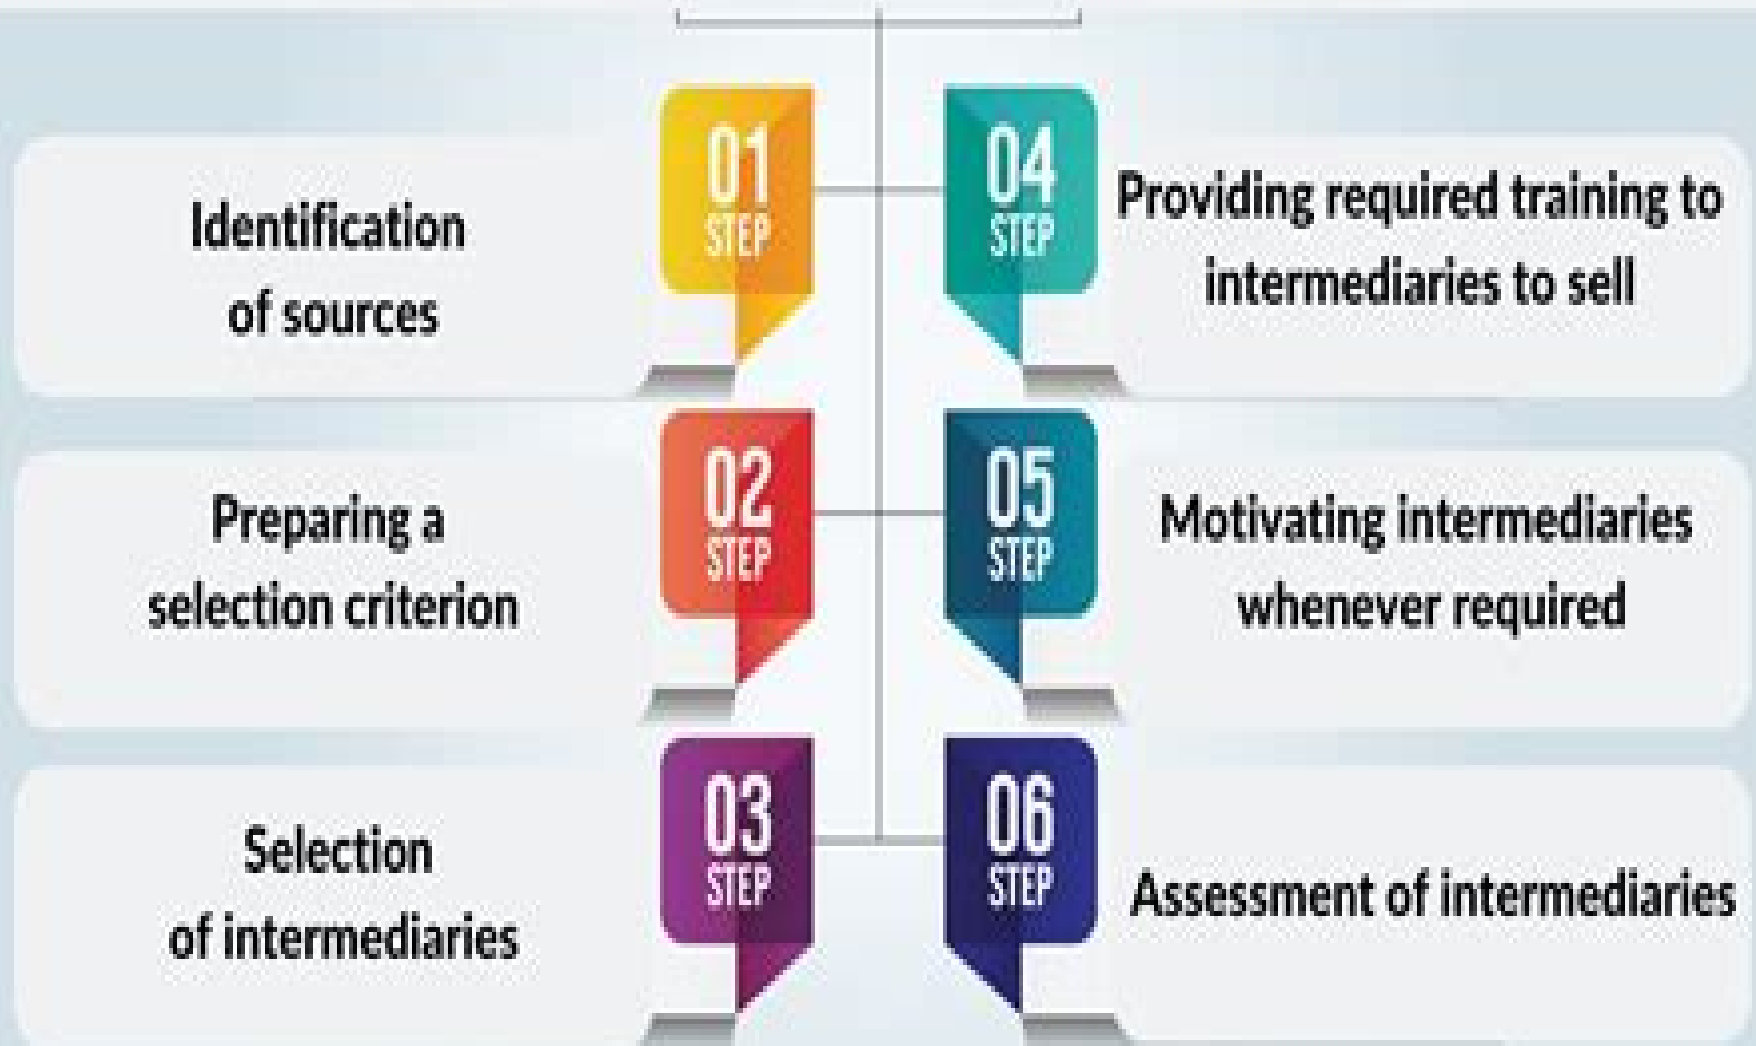 01
STEP
Identification
of sources
02
STEP
Preparing a
selection criterion
03
STEP
Selection
of intermediaries
04
STEP
Providing required training to
intermediaries to sell
05
STEP
Motivating intermediaries
whenever required
06
STEP
Assessment of intermediaries